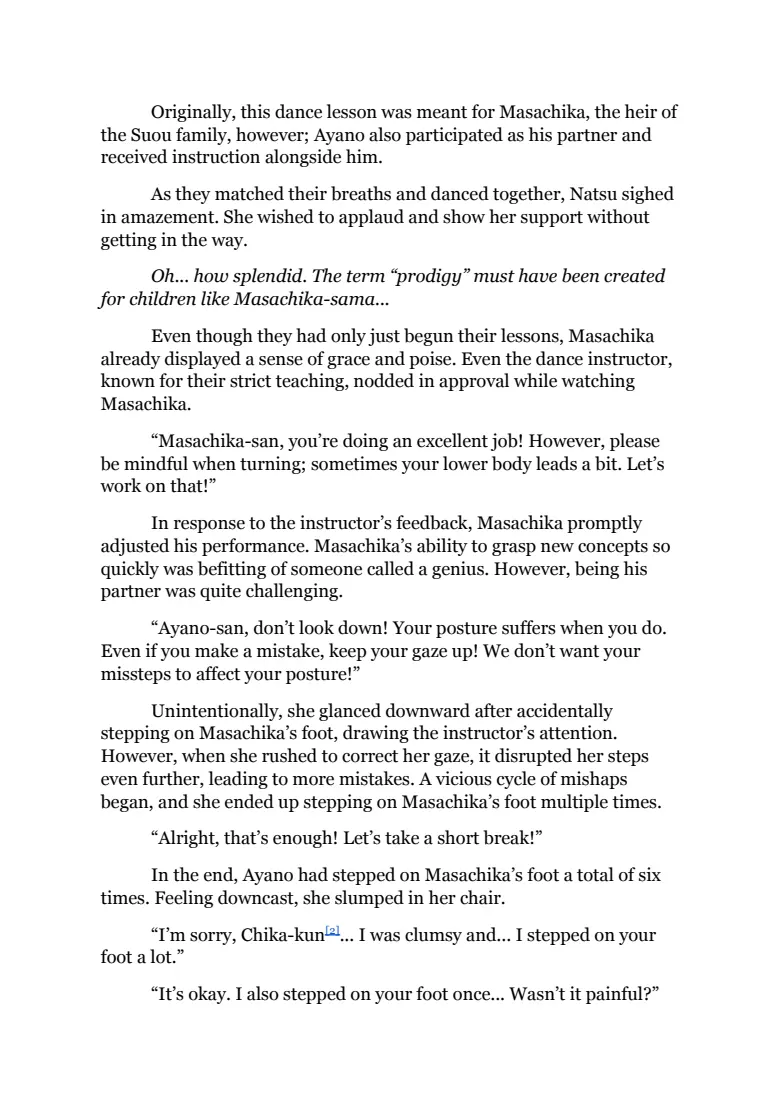 Originally, this dance lesson was meant for Masachika, the heir of
the Suou family, however; Ayano also participated as his partner and
received instruction alongside him.
As they matched their breaths and danced together, Natsu sighed
in amazement. She wished to applaud and show her support without
getting in the way.
Oh... how splendid. The term “prodigy” must have been created
for children like Masachika-sama...
Even though they had only just begun their lessons, Masachika
already displayed a sense of grace and poise. Even the dance instructor,
known for their strict teaching, nodded in approval while watching
Masachika.
“Masachika-san, you’re doing an excellent job! However, please
be mindful when turning; sometimes your lower body leads a bit. Let’s
work on that!”
In response to the instructor’s feedback, Masachika promptly
adjusted his performance. Masachika’s ability to grasp new concepts so
quickly was befitting of someone called a genius. However, being his
partner was quite challenging.
“Ayano-san, don’t look down! Your posture suffers when you do.
Even if you make a mistake, keep your gaze up! We don’t want your
missteps to affect your posture!”
Unintentionally, she glanced downward after accidentally
stepping on Masachika’s foot, drawing the instructor’s attention.
However, when she rushed to correct her gaze, it disrupted her steps
even further, leading to more mistakes. A vicious cycle of mishaps
began, and she ended up stepping on Masachika’s foot multiple times.
“Alright, that’s enough! Let’s take a short break!”
In the end, Ayano had stepped on Masachika’s foot a total of six
times. Feeling downcast, she slumped in her chair.
“I’m sorry, Chika-kun[2]... I was clumsy and... I stepped on your
foot a lot.”
“It’s okay. I also stepped on your foot once... Wasn’t it painful?”